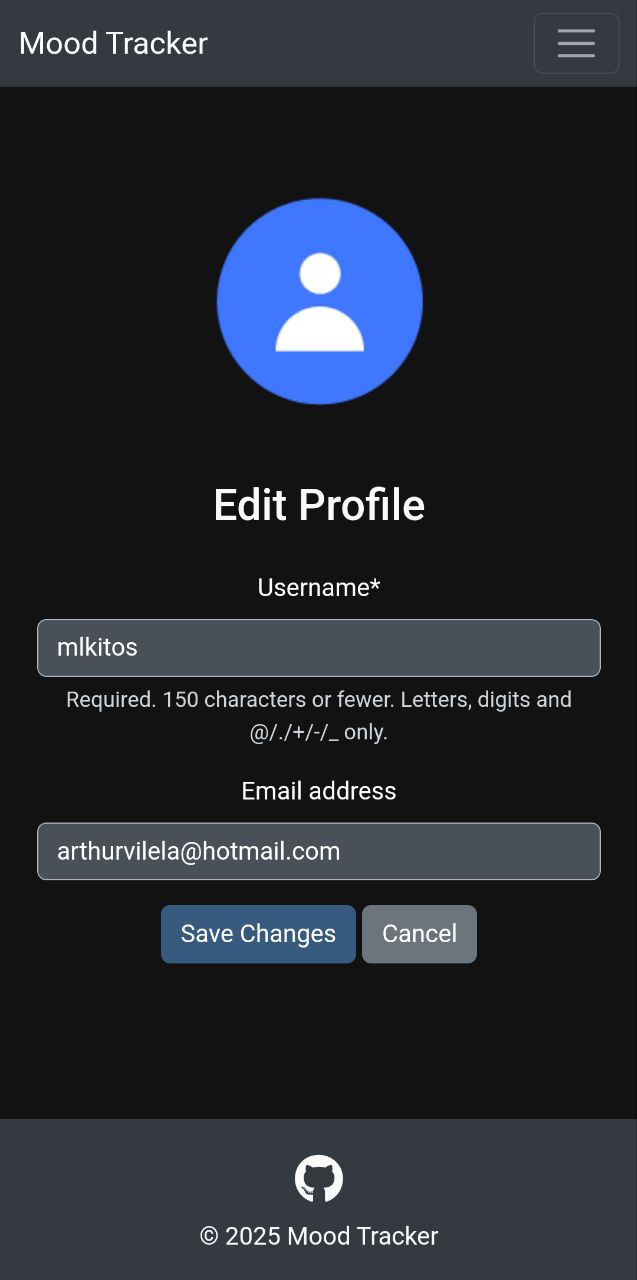 Mood Tracker
Edit Profile
Username*
mlkitos
Required. 150 characters or fewer. Letters, digits and
@/./+/-/_ only.
Email address
arthurvilela@hotmail.com
Save Changes
Cancel
© 2025 Mood Tracker